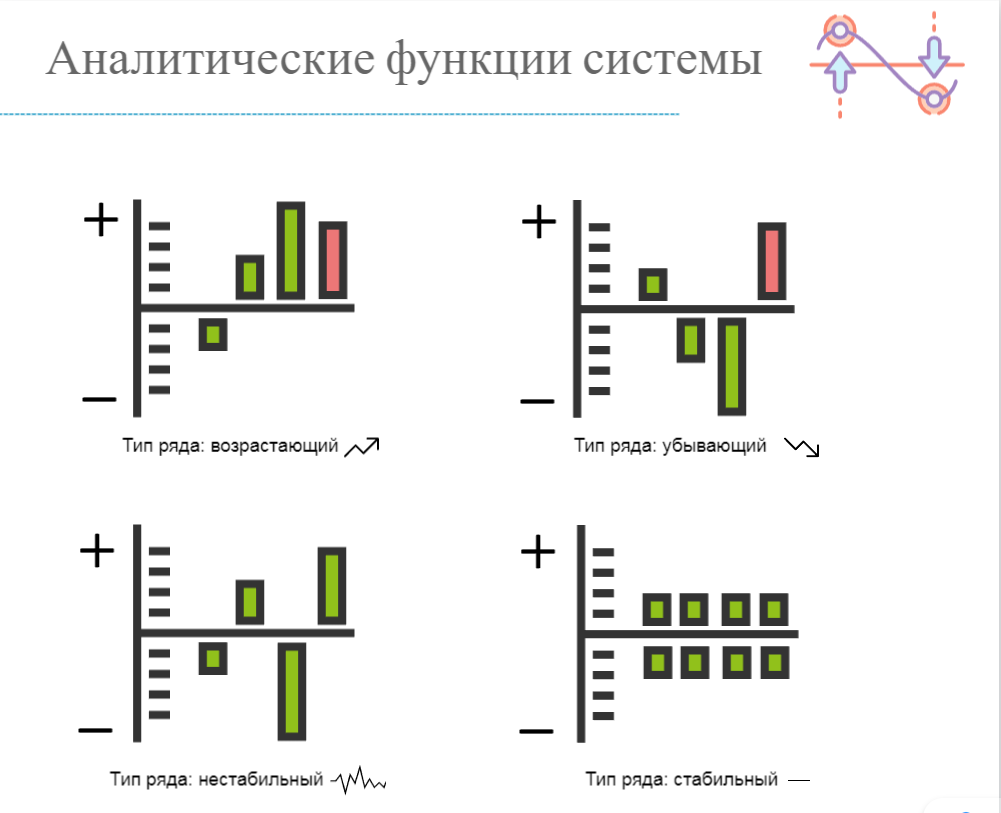 Аналитические функции системы
+
+
−
−
Тип ряда: возрастающий
Тип ряда: убывающий
+
+
−
−
Тип ряда: нестабильный
Тип ряда: стабильный